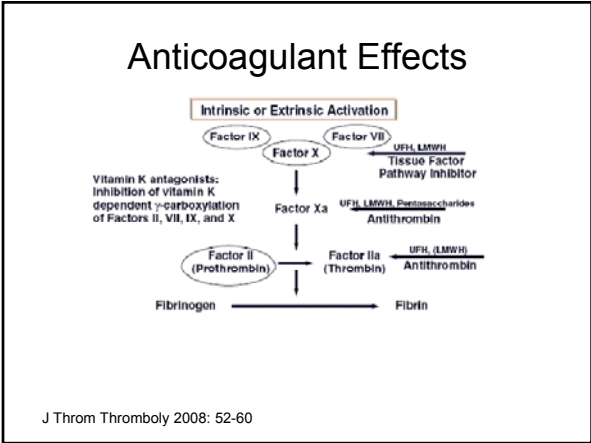 Anticoagulant Effects
Intrinsic or Extrinsic Activation
Factor IX
Factor VII
Factor X
UFH, LMWH
Tissue Factor
Pathway Inhibitor
Vitamin K antagonists:
Inhibition of vitamin K
dependent γ-carboxylation
of Factors II, VII, IX, and X
Factor Xa
UFH, LMWH, Pentasaccharides
Antithrombin
Factor II
(Prothrombin)
Factor IIa
(Thrombin)
UFH, (LMWH)
Antithrombin
Fibrinogen
Fibrin
J Throm Thromboly 2008: 52-60